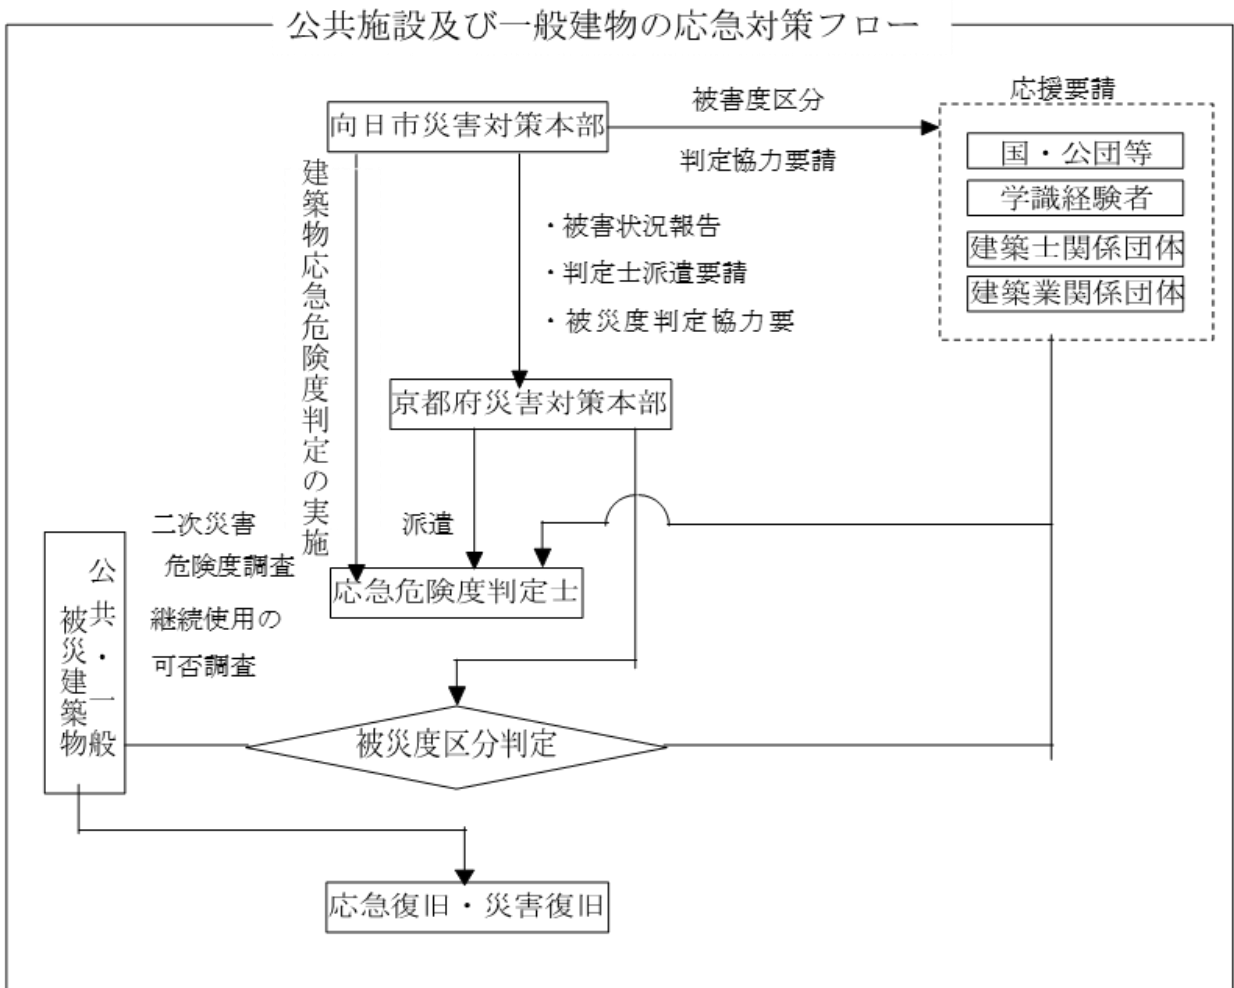 公共施設及び一般建物の応急対策フロー
向日市災害対策本部
被害度区分
判定協力要請
応援要請
国・公団等
学識経験者
建築士関係団体
建築業関係団体
建築物応急危険度判定の実施
・被害状況報告
・判定士派遣要請
・被災度判定協力要
京都府災害対策本部
派遣
二次災害
危険度調査
継続使用の
可否調査
応急危険度判定士
公共・一般
被災建築物
被災度区分判定
応急復旧・災害復旧